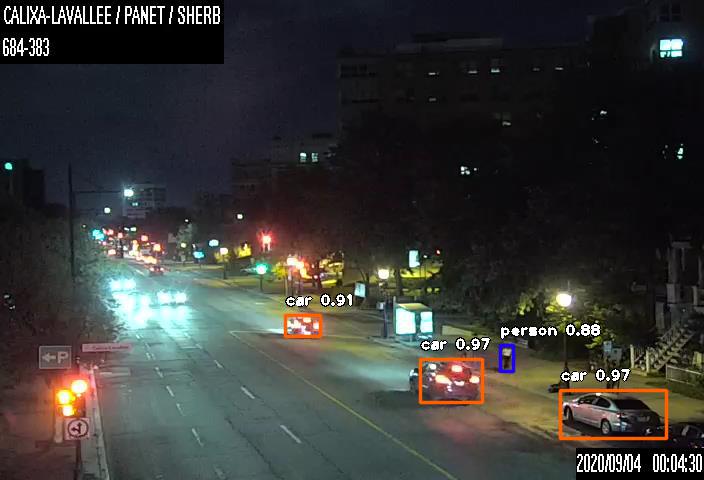 CALIXA-LAVALLEE / PANET / SHERB
684-383
car 0.91
person 0.88
car 0.97
car 0.97
P
2020/09/04 00:04:30